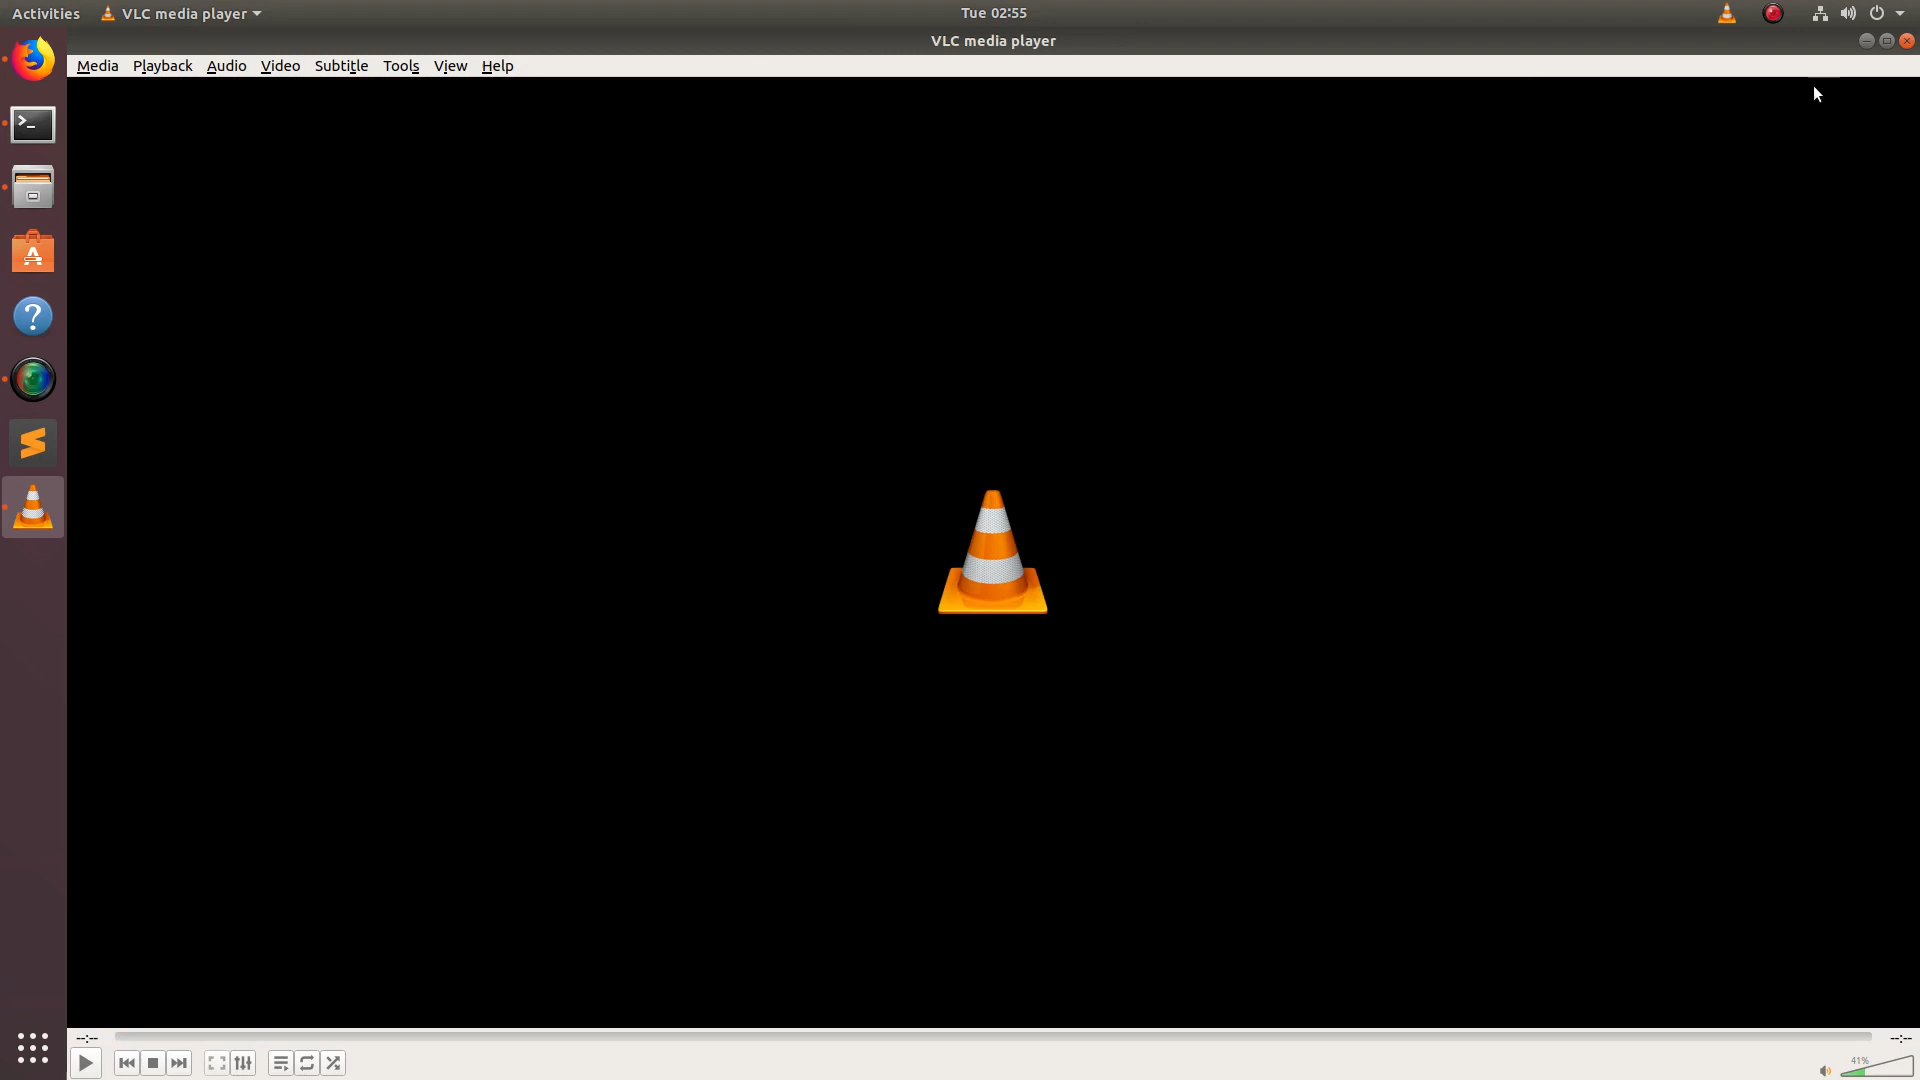 Activities VLC media player Tue 02:55
VLC media player
Media Playback Audio Video Subtitle Tools View Help
--:-- --:--
41%